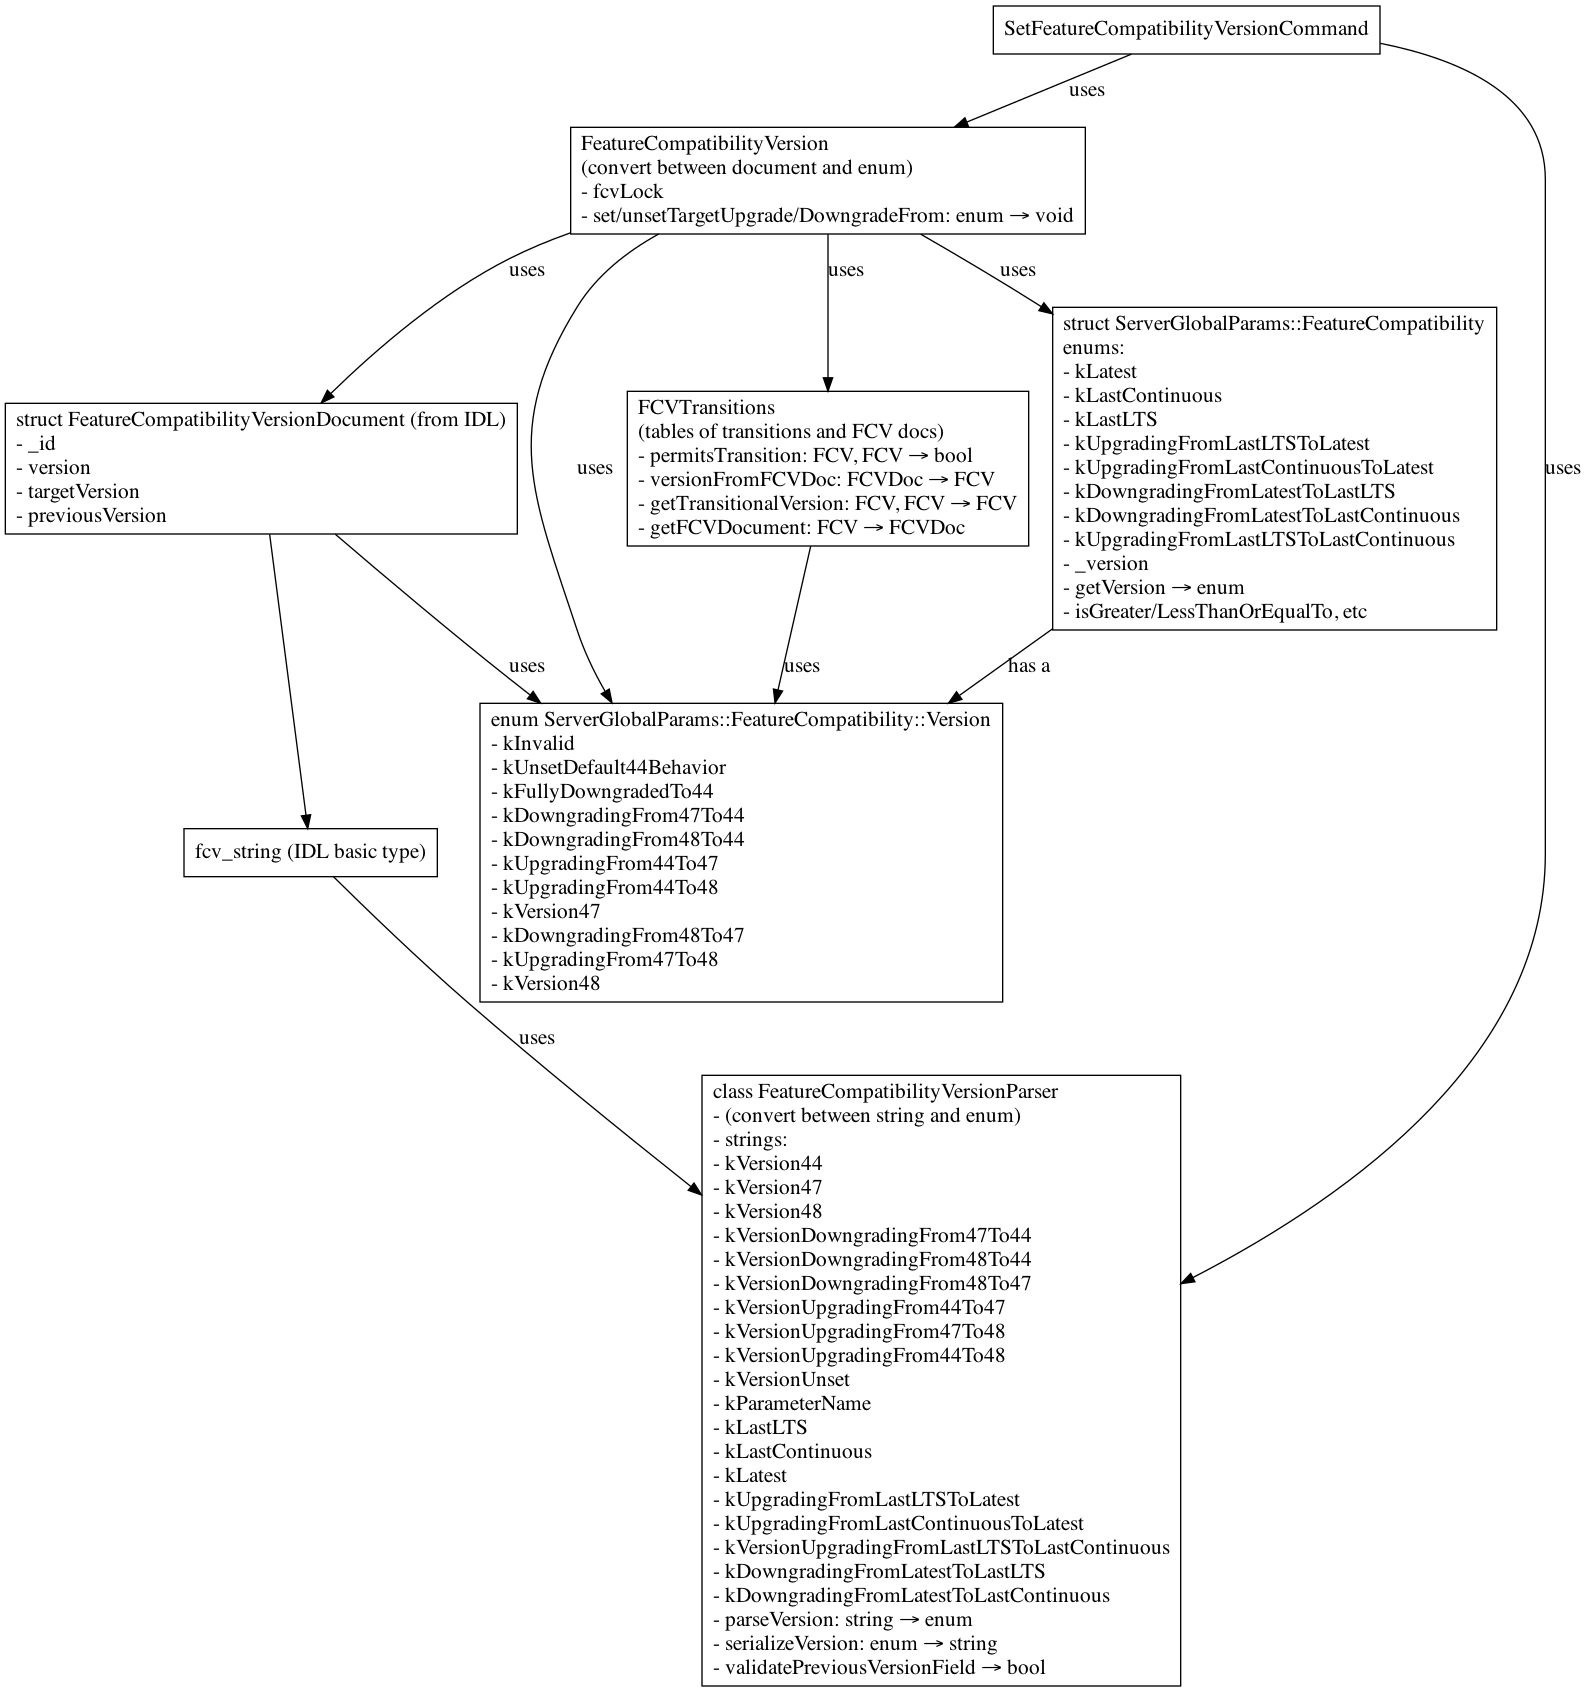 SetFeatureCompatibilityVersionCommand
uses
FeatureCompatibilityVersion
(convert between document and enum)
- fcvLock
- set/unsetTargetUpgrade/DowngradeFrom: enum → void
uses
uses
uses
struct ServerGlobalParams::FeatureCompatibility
enums:
- kLatest
- kLastContinuous
- kLastLTS
- kUpgradingFromLastLTSToLatest
- kUpgradingFromLastContinuousToLatest
- kDowngradingFromLatestToLastLTS
- kDowngradingFromLatestToLastContinuous
- kUpgradingFromLastLTSToLastContinuous
- _version
- getVersion → enum
- isGreater/LessThanOrEqualTo, etc
struct FeatureCompatibilityVersionDocument (from IDL)
- _id
- version
- targetVersion
- previousVersion
uses
FCVTransitions
(tables of transitions and FCV docs)
- permitsTransition: FCV, FCV → bool
- versionFromFCVDoc: FCVDoc → FCV
- getTransitionalVersion: FCV, FCV → FCV
- getFCVDocument: FCV → FCVDoc
uses
uses
uses
has a
enum ServerGlobalParams::FeatureCompatibility::Version
- kInvalid
- kUnsetDefault44Behavior
- kFullyDowngradedTo44
- kDowngradingFrom47To44
- kDowngradingFrom48To44
- kUpgradingFrom44To47
- kUpgradingFrom44To48
- kVersion47
- kDowngradingFrom48To47
- kUpgradingFrom47To48
- kVersion48
fcv_string (IDL basic type)
uses
class FeatureCompatibilityVersionParser
- (convert between string and enum)
- strings:
- kVersion44
- kVersion47
- kVersion48
- kVersionDowngradingFrom47To44
- kVersionDowngradingFrom48To44
- kVersionDowngradingFrom48To47
- kVersionUpgradingFrom44To47
- kVersionUpgradingFrom47To48
- kVersionUpgradingFrom44To48
- kVersionUnset
- kParameterName
- kLastLTS
- kLastContinuous
- kLatest
- kUpgradingFromLastLTSToLatest
- kUpgradingFromLastContinuousToLatest
- kVersionUpgradingFromLastLTSToLastContinuous
- kDowngradingFromLatestToLastLTS
- kDowngradingFromLatestToLastContinuous
- parseVersion: string → enum
- serializeVersion: enum → string
- validatePreviousVersionField → bool